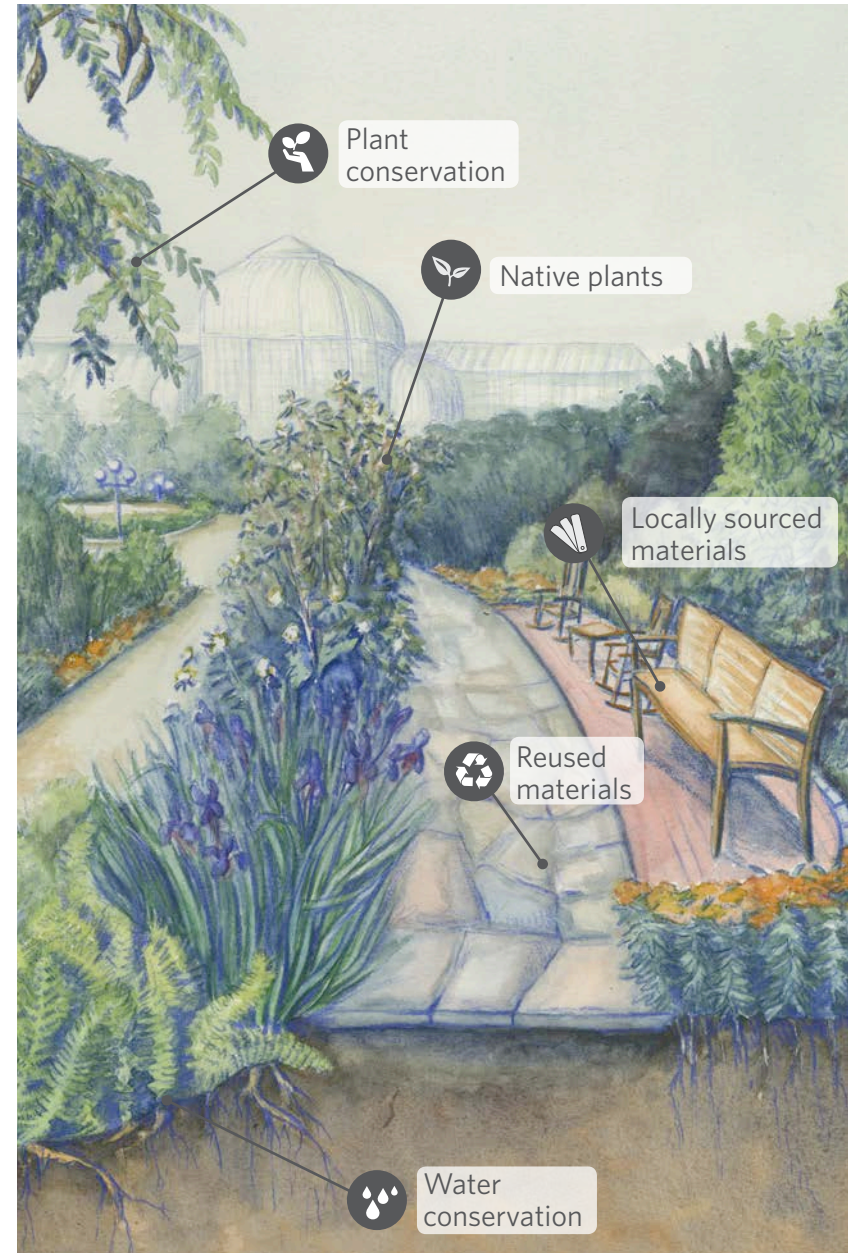 Plant
conservation
Native plants
Locally sourced
materials
Reused
materials
Water
conservation